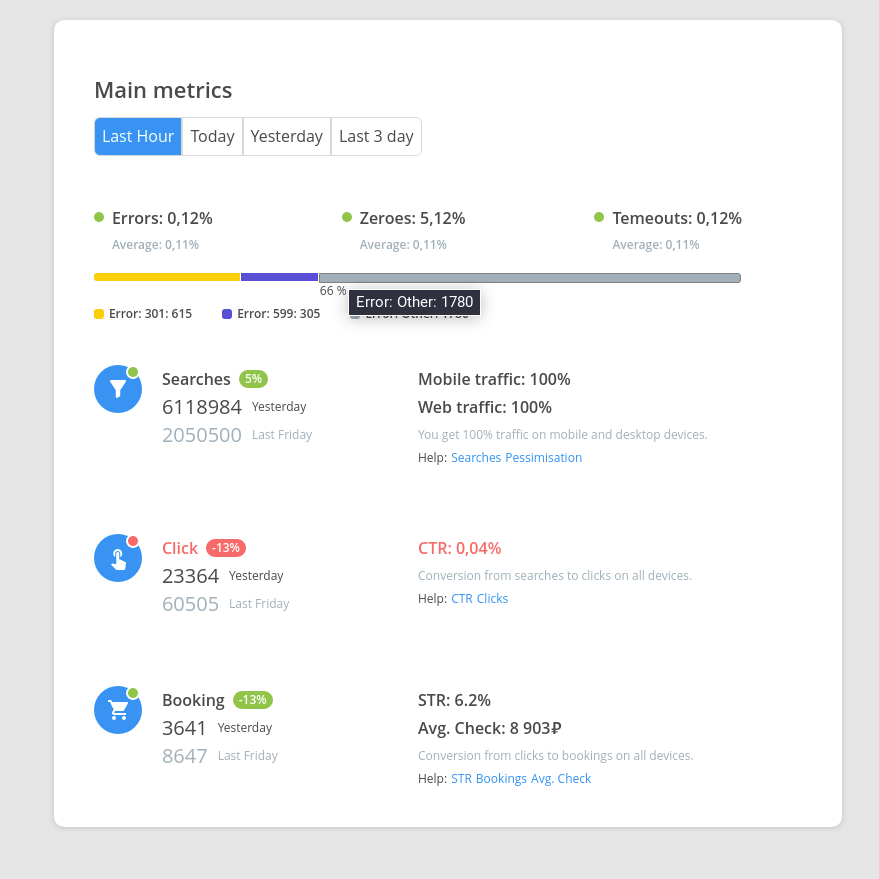 Main metrics
Last Hour Today Yesterday Last 3 day
Errors: 0,12% Zeroes: 5,12% Temeouts: 0,12%
Average: 0,11% Average: 0,11% Average: 0,11%
66 %
Error: Other: 1780
Error: 301: 615 Error: 599: 305
Searches 5%
6118984 Yesterday
2050500 Last Friday
Mobile traffic: 100%
Web traffic: 100%
You get 100% traffic on mobile and desktop devices.
Help: Searches Pessimisation
Click -13%
23364 Yesterday
60505 Last Friday
CTR: 0,04%
Conversion from searches to clicks on all devices.
Help: CTR Clicks
Booking -13%
3641 Yesterday
8647 Last Friday
STR: 6.2%
Avg. Check: 8 903₽
Conversion from clicks to bookings on all devices.
Help: STR Bookings Avg. Check